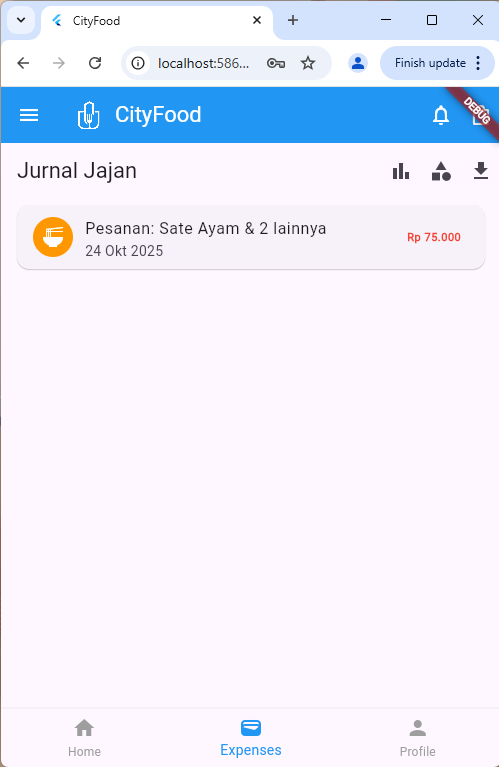 CityFood
localhost:586...
Finish update
CityFood
DEBUG
Jurnal Jajan
Pesanan: Sate Ayam & 2 lainnya
Rp 75.000
24 Okt 2025
Home
Expenses
Profile